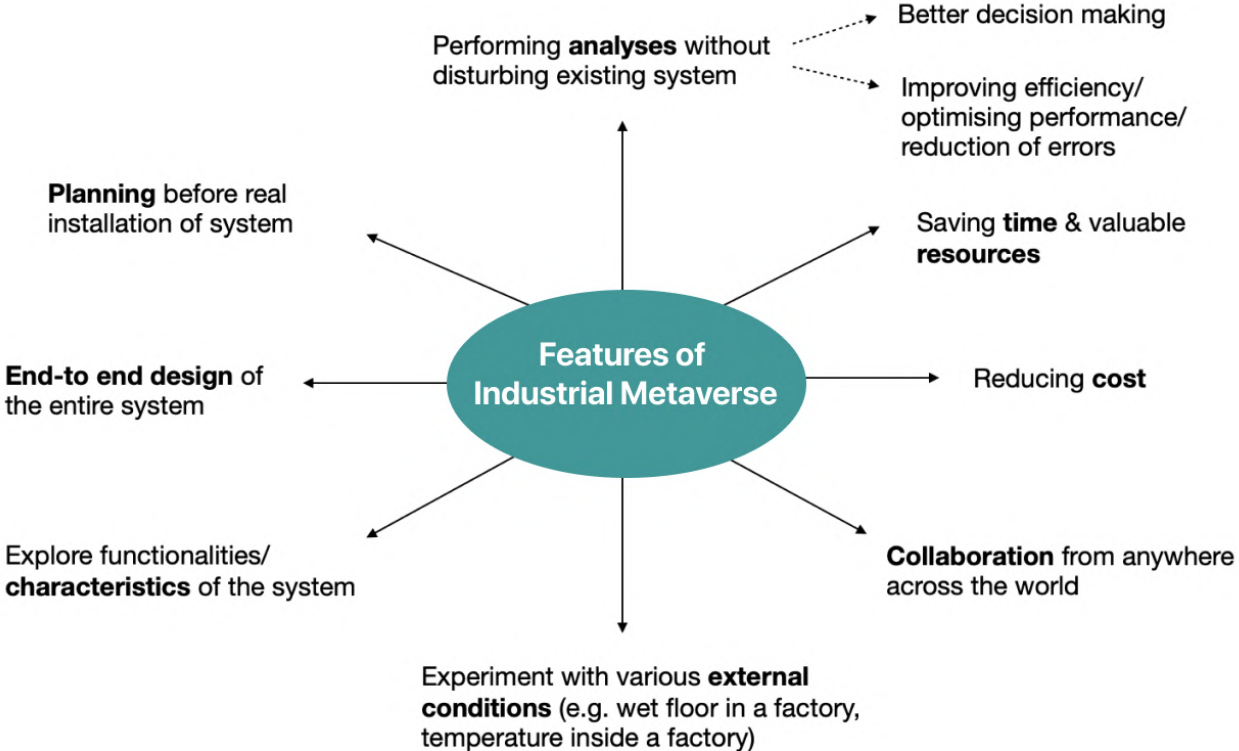 Better decision making
Performing analyses without
disturbing existing system
Improving efficiency/
optimising performance/
reduction of errors
Planning before real
installation of system
Saving time & valuable
resources
Features of
Industrial Metaverse
End-to end design of
the entire system
Reducing cost
Explore functionalities/
characteristics of the system
Collaboration from anywhere
across the world
Experiment with various external
conditions (e.g. wet floor in a factory,
temperature inside a factory)